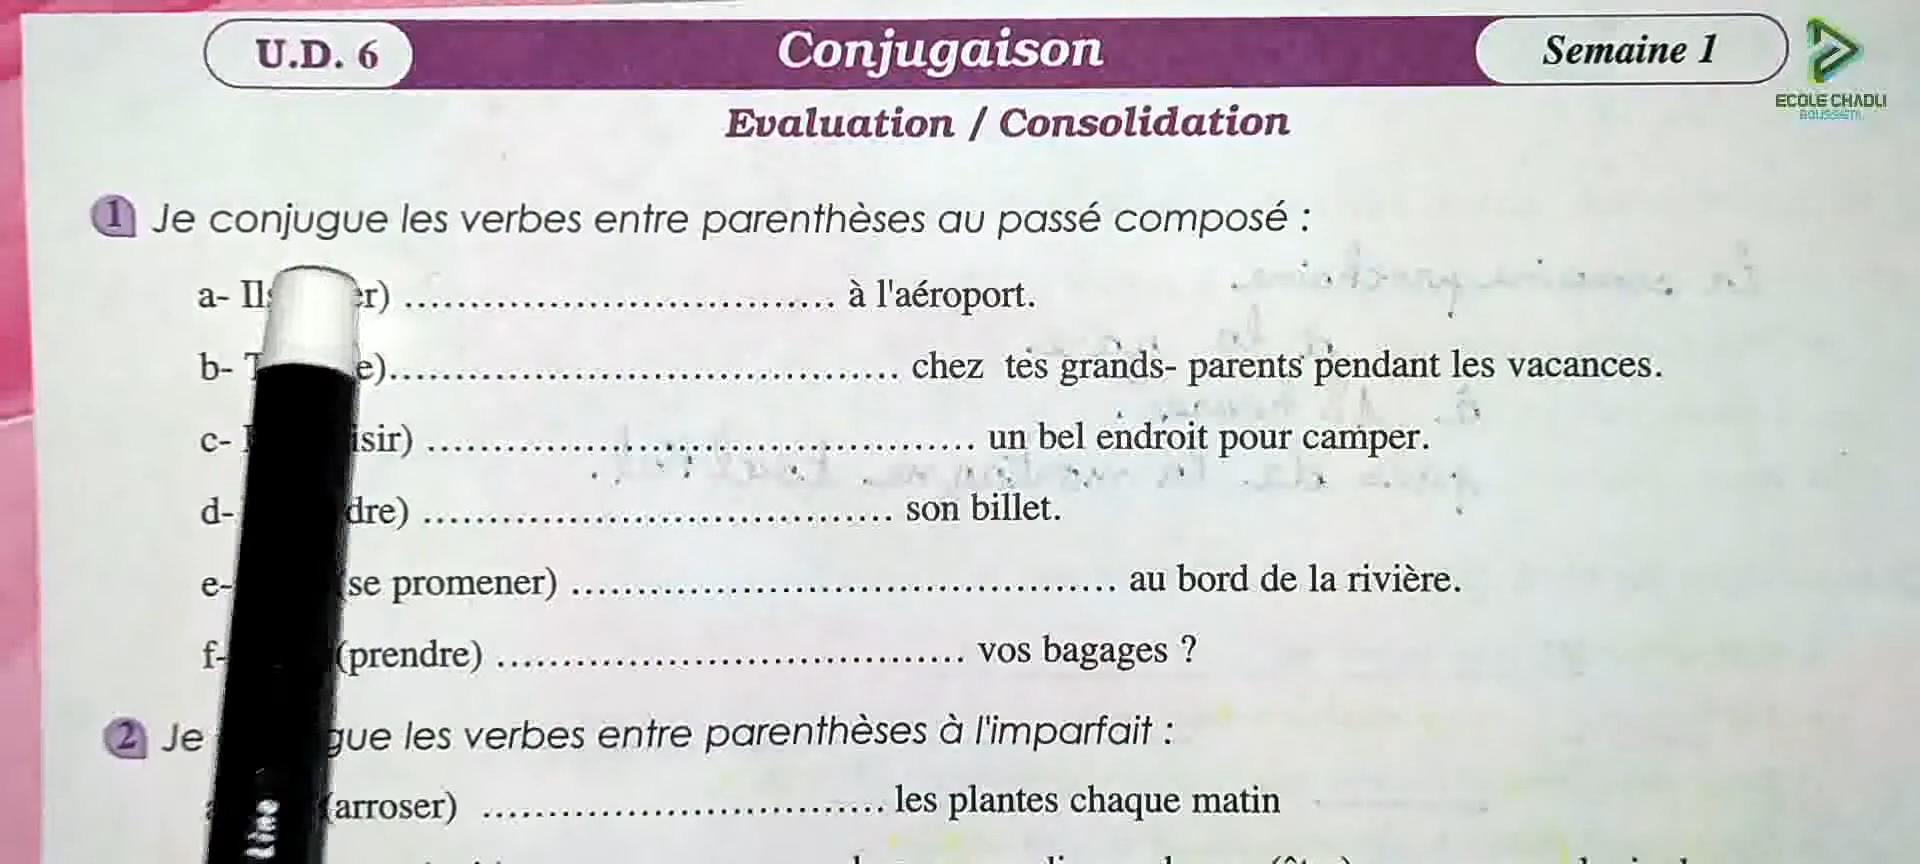 U.D. 6 Conjugaison Semaine 1
ECOLE CHADLI
Evaluation / Consolidation
1 Je conjugue les verbes entre parenthèses au passé composé :
a- Ils er) ................................. à l'aéroport.
b- T e)....................................... chez tes grands- parents pendant les vacances.
c- isir) .......................................... un bel endroit pour camper.
d- dre) .................................... son billet.
e- (se promener) .......................................... au bord de la rivière.
f- (prendre) .................................... vos bagages ?
2 Je gue les verbes entre parenthèses à l'imparfait :
(arroser) ............................... les plantes chaque matin